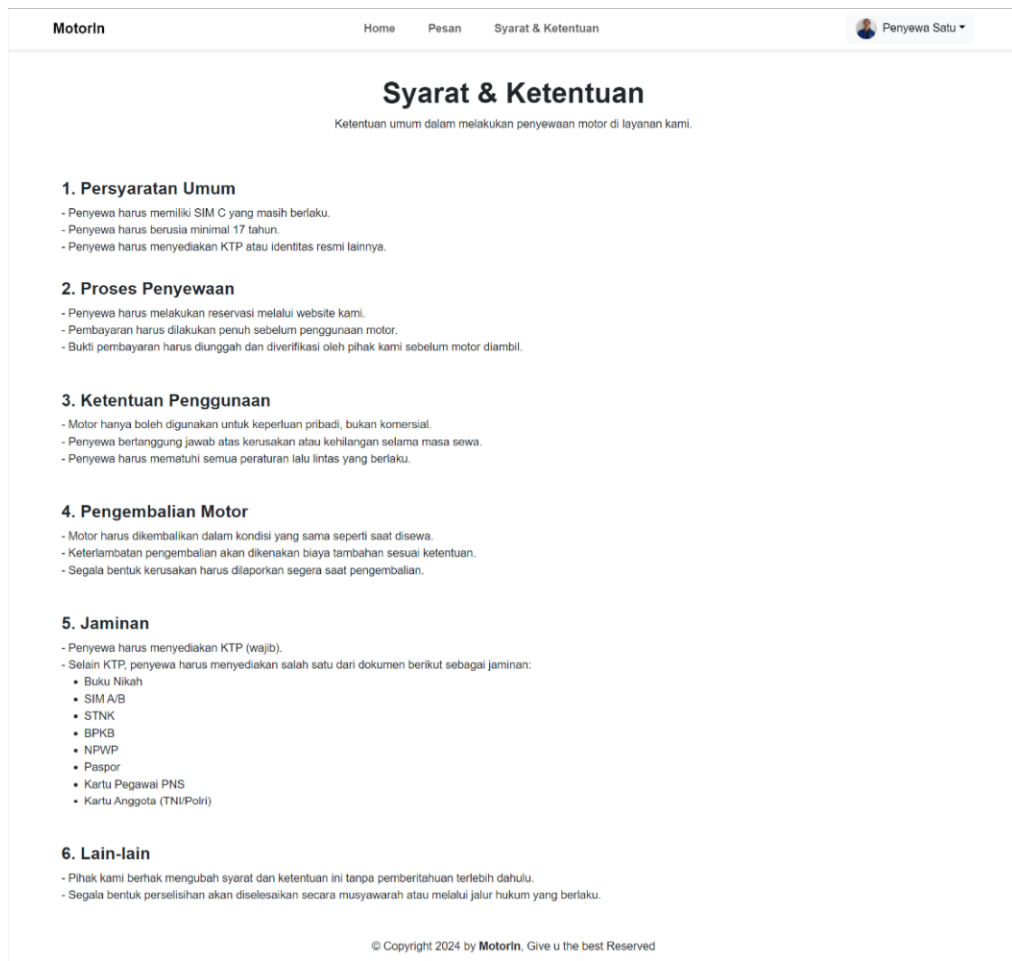 MotorIn
Home Pesan Syarat & Ketentuan
Penyewa Satu
Syarat & Ketentuan
Ketentuan umum dalam melakukan penyewaan motor di layanan kami.
1. Persyaratan Umum
- Penyewa harus memiliki SIM C yang masih berlaku.
- Penyewa harus berusia minimal 17 tahun.
- Penyewa harus menyediakan KTP atau identitas resmi lainnya.
2. Proses Penyewaan
- Penyewa harus melakukan reservasi melalui website kami.
- Pembayaran harus dilakukan penuh sebelum penggunaan motor.
- Bukti pembayaran harus diunggah dan diverifikasi oleh pihak kami sebelum motor diambil.
3. Ketentuan Penggunaan
- Motor hanya boleh digunakan untuk keperluan pribadi, bukan komersial.
- Penyewa bertanggung jawab atas kerusakan atau kehilangan selama masa sewa.
- Penyewa harus mematuhi semua peraturan lalu lintas yang berlaku.
4. Pengembalian Motor
- Motor harus dikembalikan dalam kondisi yang sama seperti saat disewa.
- Keterlambatan pengembalian akan dikenakan biaya tambahan sesuai ketentuan.
- Segala bentuk kerusakan harus dilaporkan segera saat pengembalian.
5. Jaminan
- Penyewa harus menyediakan KTP (wajib).
- Selain KTP, penyewa harus menyediakan salah satu dari dokumen berikut sebagai jaminan:
• Buku Nikah
• SIM A/B
• STNK
• BPKB
• NPWP
• Paspor
• Kartu Pegawai PNS
• Kartu Anggota (TNI/Polri)
6. Lain-lain
- Pihak kami berhak mengubah syarat dan ketentuan ini tanpa pemberitahuan terlebih dahulu.
- Segala bentuk perselisihan akan diselesaikan secara musyawarah atau melalui jalur hukum yang berlaku.
© Copyright 2024 by MotorIn, Give u the best Reserved